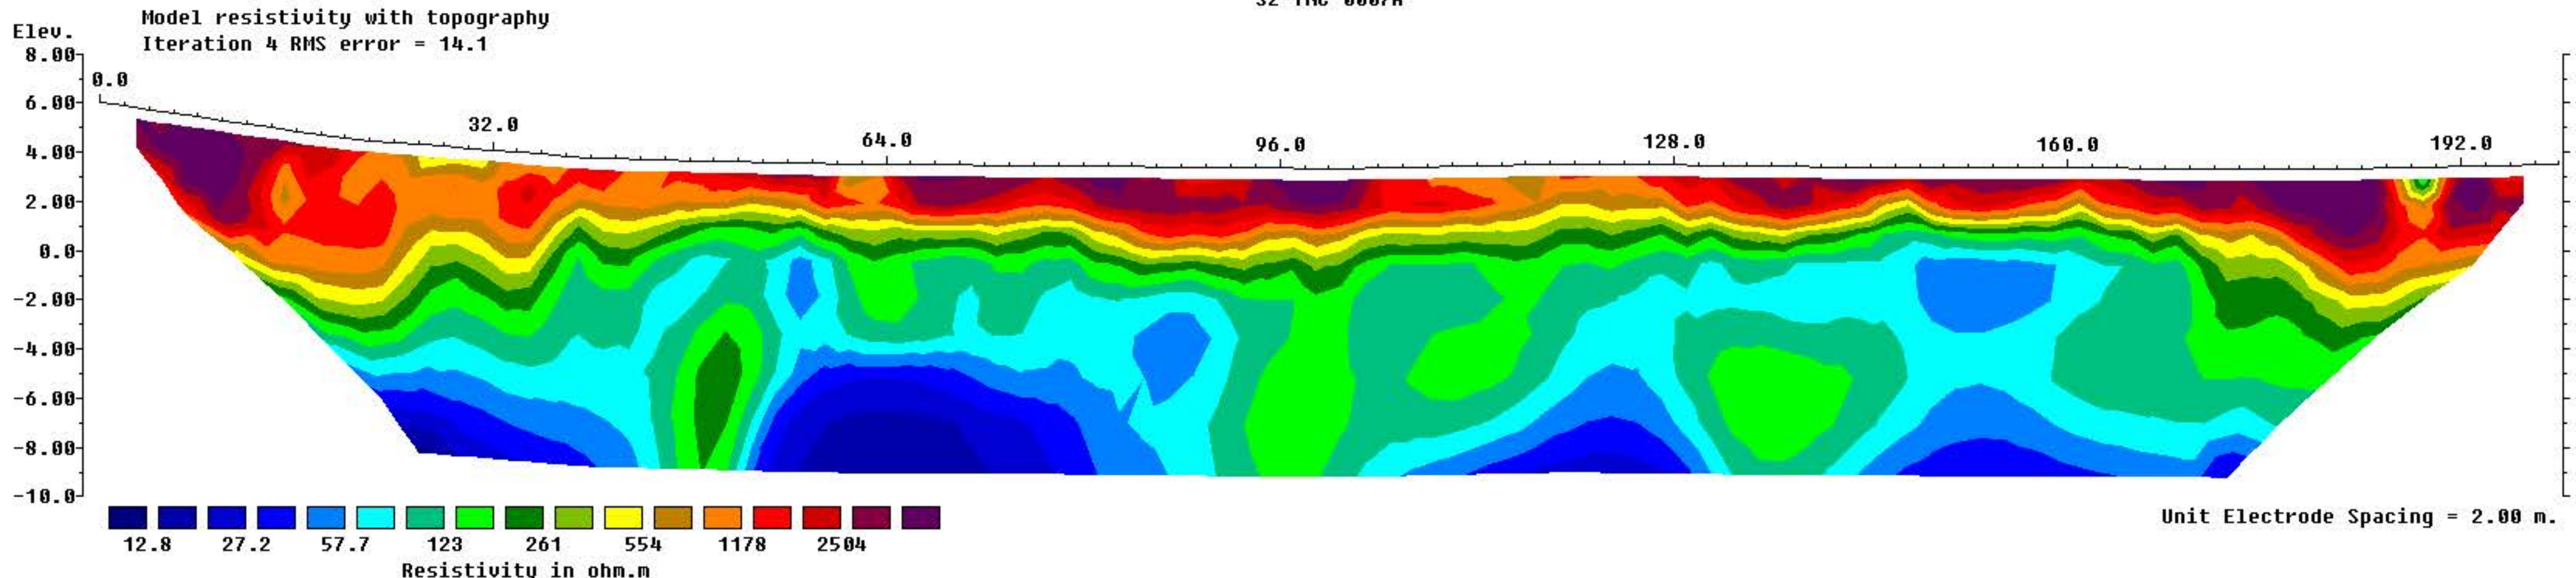 Model resistivity with topography
Elev.
Iteration 4 RMS error = 14.1
8.00
0.0
6.00
32.0
64.0
96.0
128.0
160.0
192.0
4.00
2.00
0.0
-2.00
-4.00
-6.00
-8.00
-10.0
Unit Electrode Spacing = 2.00 m.
12.8 27.2 57.7 123 261 554 1178 2504
Resistivity in ohm.m